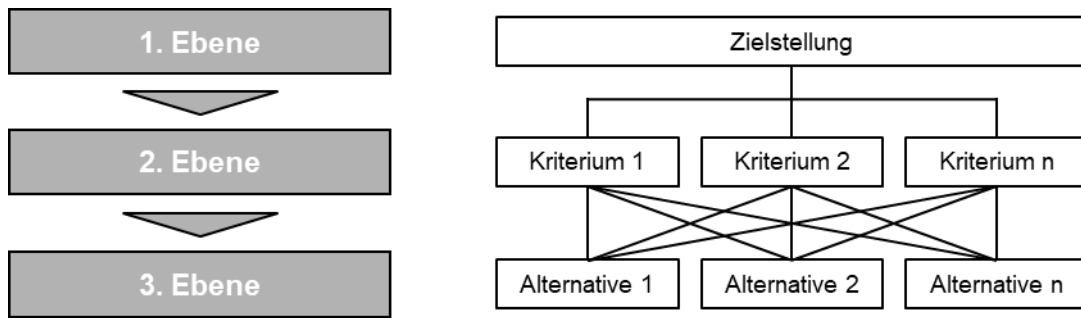 1. Ebene
Zielstellung
2. Ebene
Kriterium 1
Kriterium 2
Kriterium n
3. Ebene
Alternative 1
Alternative 2
Alternative n